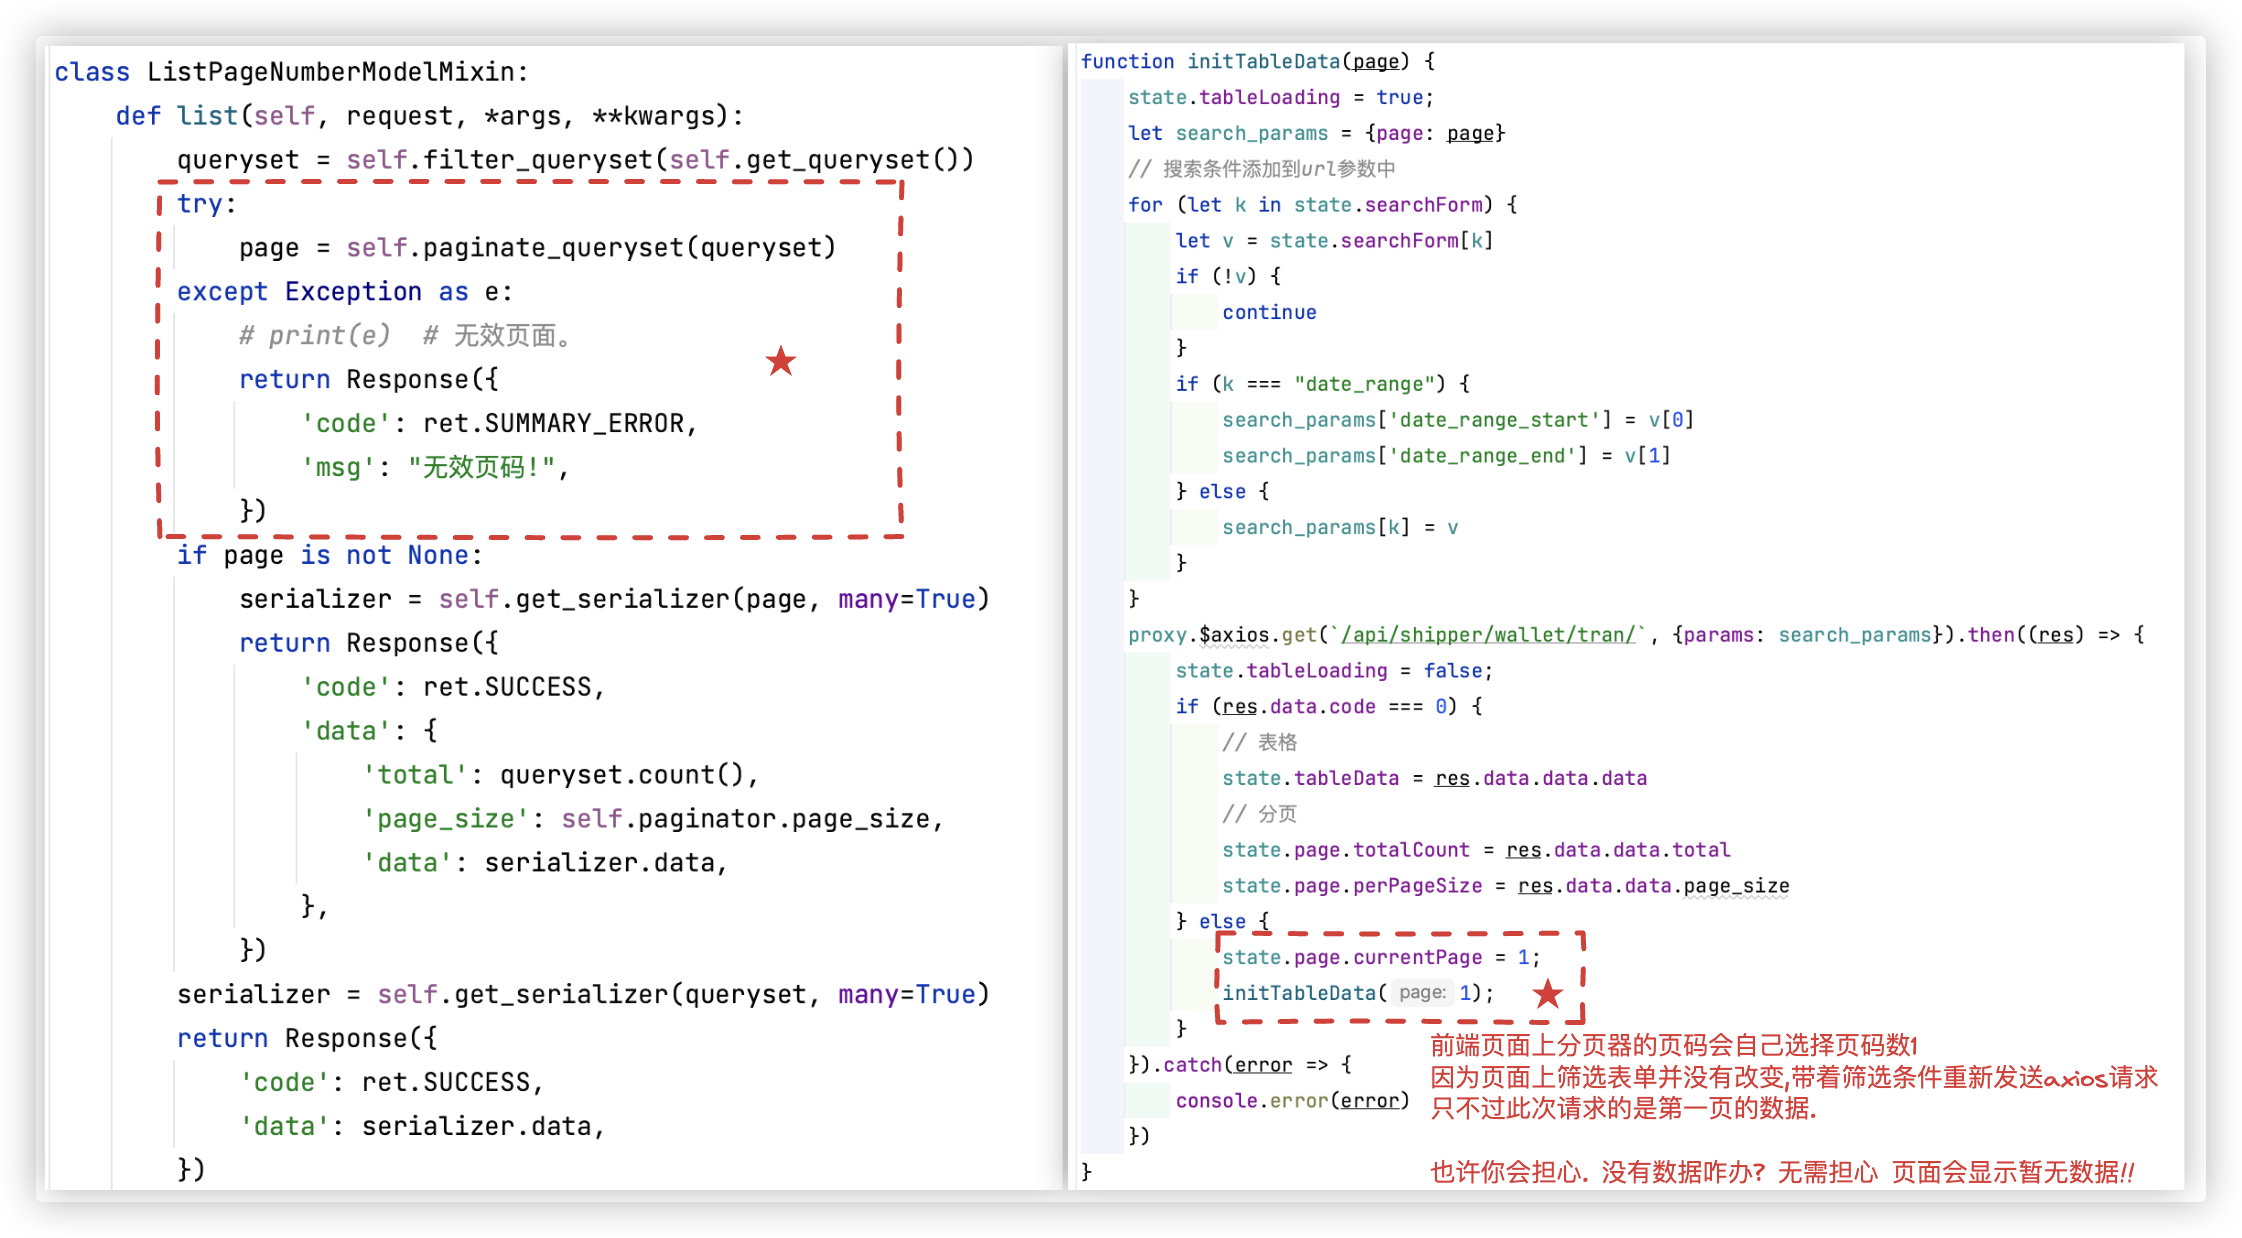 class ListPageNumberModelMixin:
def list(self, request, *args, **kwargs):
queryset = self.filter_queryset(self.get_queryset())
try:
page = self.paginate_queryset(queryset)
except Exception as e:
# print(e)  # 无效页面。
return Response({
'code': ret.SUMMARY_ERROR,
'msg': "无效页码!",
})
if page is not None:
serializer = self.get_serializer(page, many=True)
return Response({
'code': ret.SUCCESS,
'data': {
'total': queryset.count(),
'page_size': self.paginator.page_size,
'data': serializer.data,
},
})
serializer = self.get_serializer(queryset, many=True)
return Response({
'code': ret.SUCCESS,
'data': serializer.data,
})
function initTableData(page) {
state.tableLoading = true;
let search_params = {page: page}
// 搜索条件添加到url参数中
for (let k in state.searchForm) {
let v = state.searchForm[k]
if (!v) {
continue
}
if (k === "date_range") {
search_params['date_range_start'] = v[0]
search_params['date_range_end'] = v[1]
} else {
search_params[k] = v
}
}
proxy.$axios.get(`/api/shipper/wallet/tran/`, {params: search_params}).then((res) => {
state.tableLoading = false;
if (res.data.code === 0) {
// 表格
state.tableData = res.data.data.data
// 分页
state.page.totalCount = res.data.data.total
state.page.perPageSize = res.data.data.page_size
} else {
state.page.currentPage = 1;
initTableData( page: 1);
}
}).catch(error => {
console.error(error)
})
}
前端页面上分页器的页码会自己选择页码数1
因为页面上筛选表单并没有改变,带着筛选条件重新发送axios请求
只不过此次请求的是第一页的数据.
也许你会担心. 没有数据咋办? 无需担心 页面会显示暂无数据!!